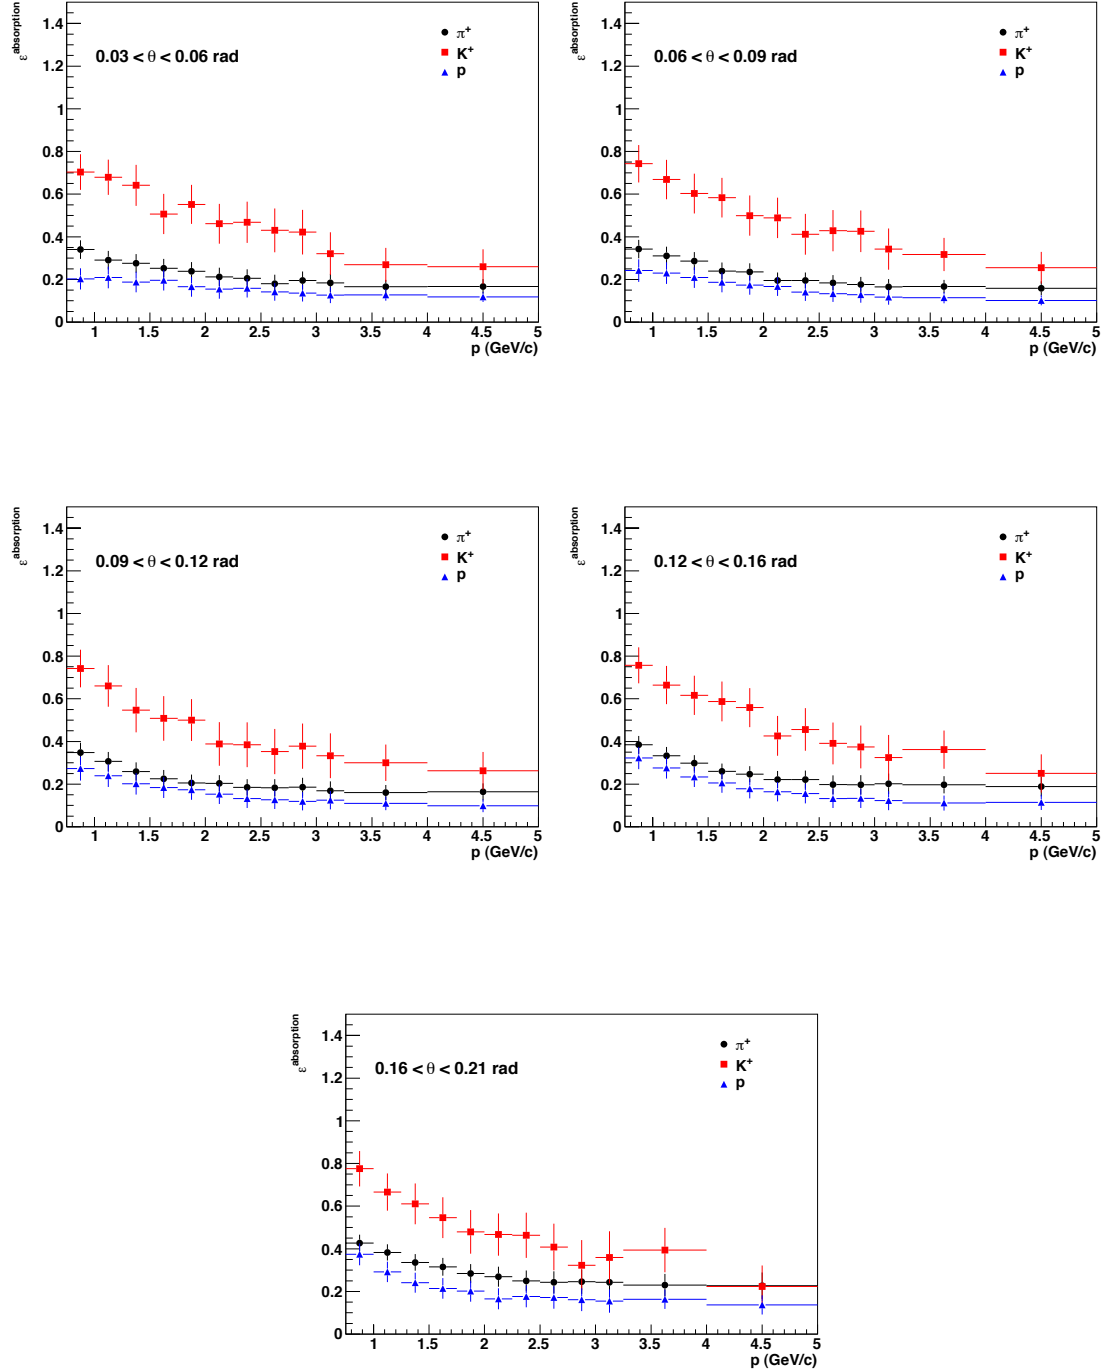 ε^absorption
0.03 < θ < 0.06 rad
π⁺
K⁺
p
1.4
1.2
1
0.8
0.6
0.4
0.2
0
1 1.5 2 2.5 3 3.5 4 4.5 5
p (GeV/c)
ε^absorption
0.06 < θ < 0.09 rad
π⁺
K⁺
p
1.4
1.2
1
0.8
0.6
0.4
0.2
0
1 1.5 2 2.5 3 3.5 4 4.5 5
p (GeV/c)
ε^absorption
0.09 < θ < 0.12 rad
π⁺
K⁺
p
1.4
1.2
1
0.8
0.6
0.4
0.2
0
1 1.5 2 2.5 3 3.5 4 4.5 5
p (GeV/c)
ε^absorption
0.12 < θ < 0.16 rad
π⁺
K⁺
p
1.4
1.2
1
0.8
0.6
0.4
0.2
0
1 1.5 2 2.5 3 3.5 4 4.5 5
p (GeV/c)
ε^absorption
0.16 < θ < 0.21 rad
π⁺
K⁺
p
1.4
1.2
1
0.8
0.6
0.4
0.2
0
1 1.5 2 2.5 3 3.5 4 4.5 5
p (GeV/c)